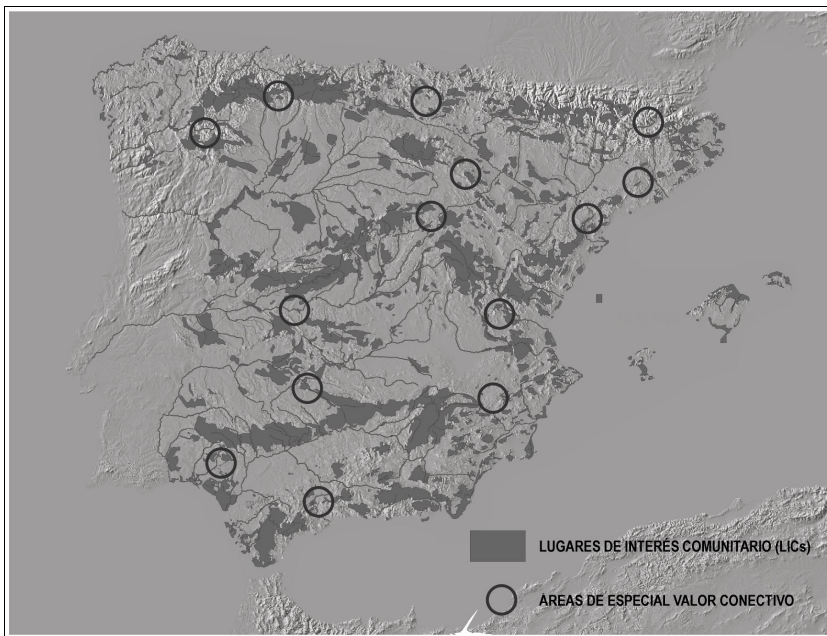 LUGARES DE INTERÉS COMUNITARIO (LICs)
ÁREAS DE ESPECIAL VALOR CONECTIVO